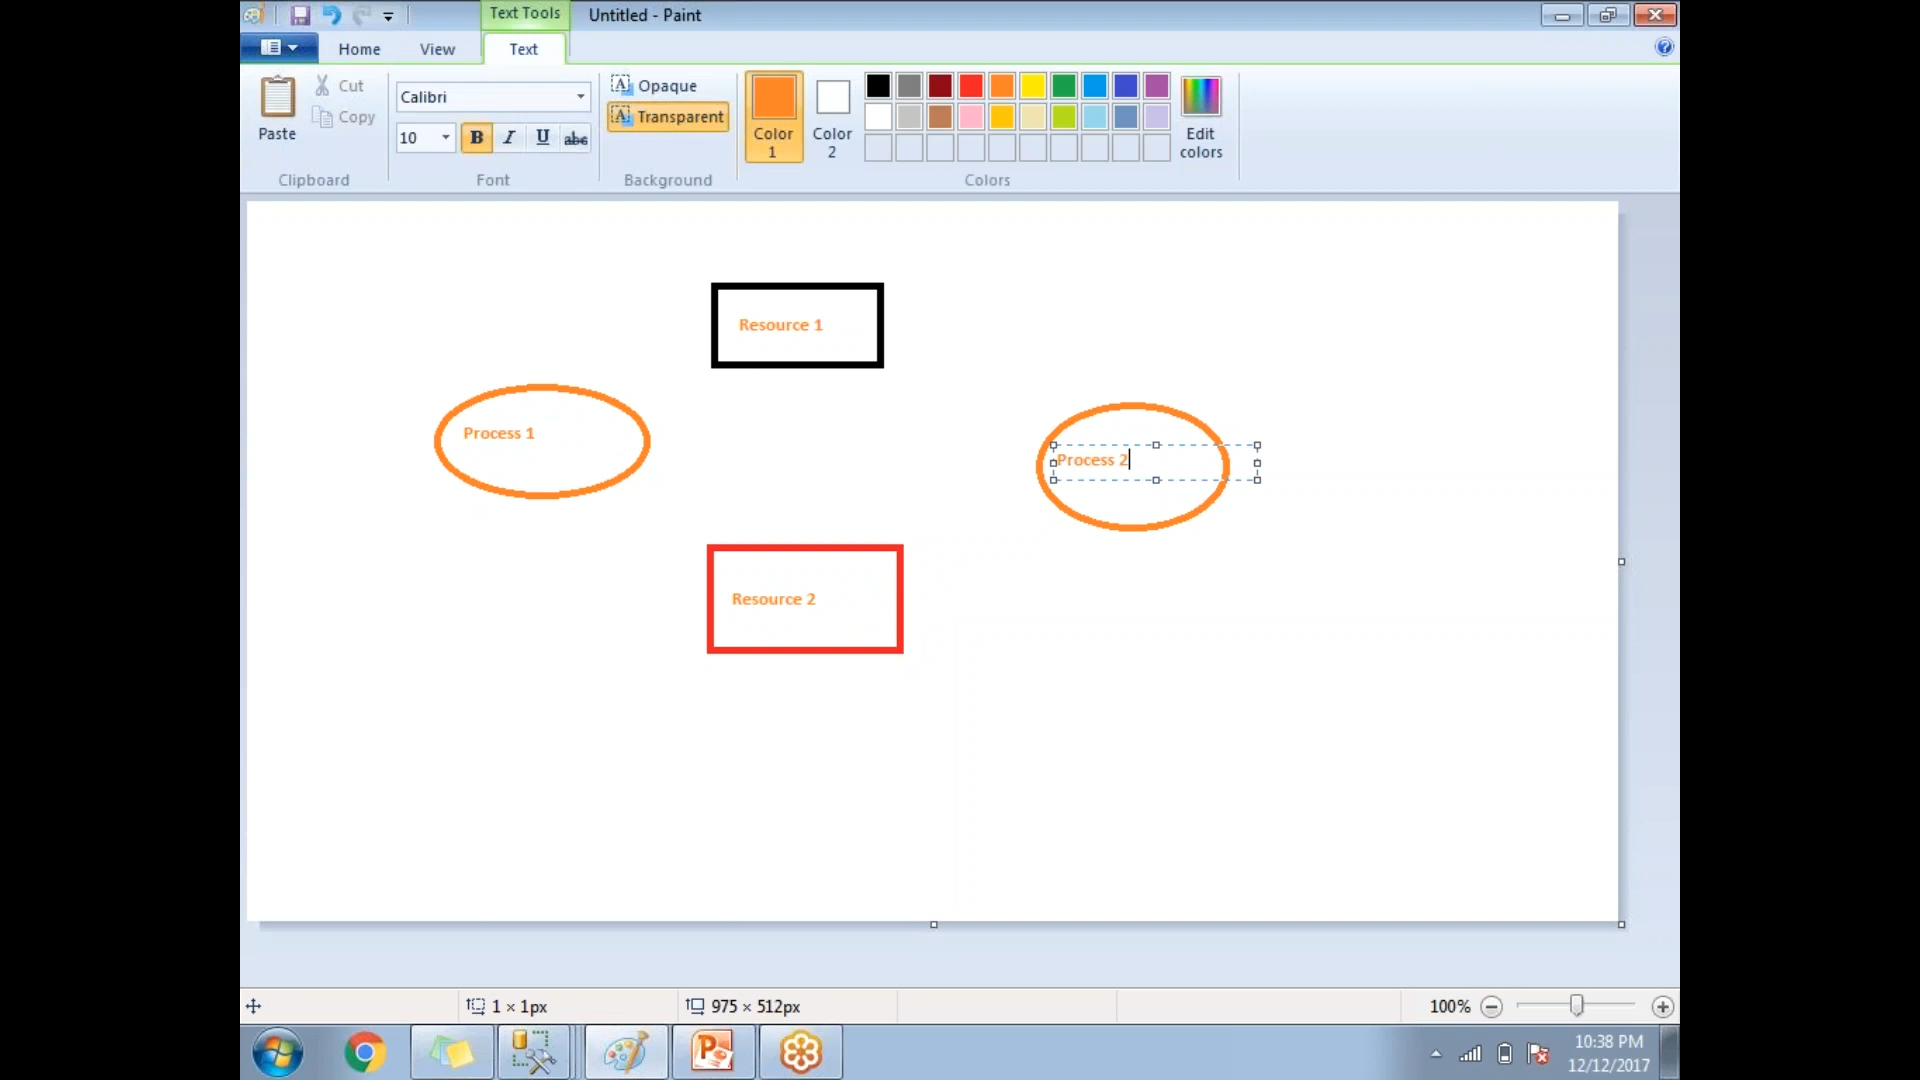 Text Tools
Untitled - Paint
Home
View
Text
Paste
Cut
Copy
Clipboard
Calibri
10
B
I
U
abc
Font
Opaque
Transparent
Background
Color
1
Color
2
Edit
colors
Colors
Resource 1
Process 1
Process 2
Resource 2
1 × 1px
975 × 512px
100%
10:38 PM
12/12/2017